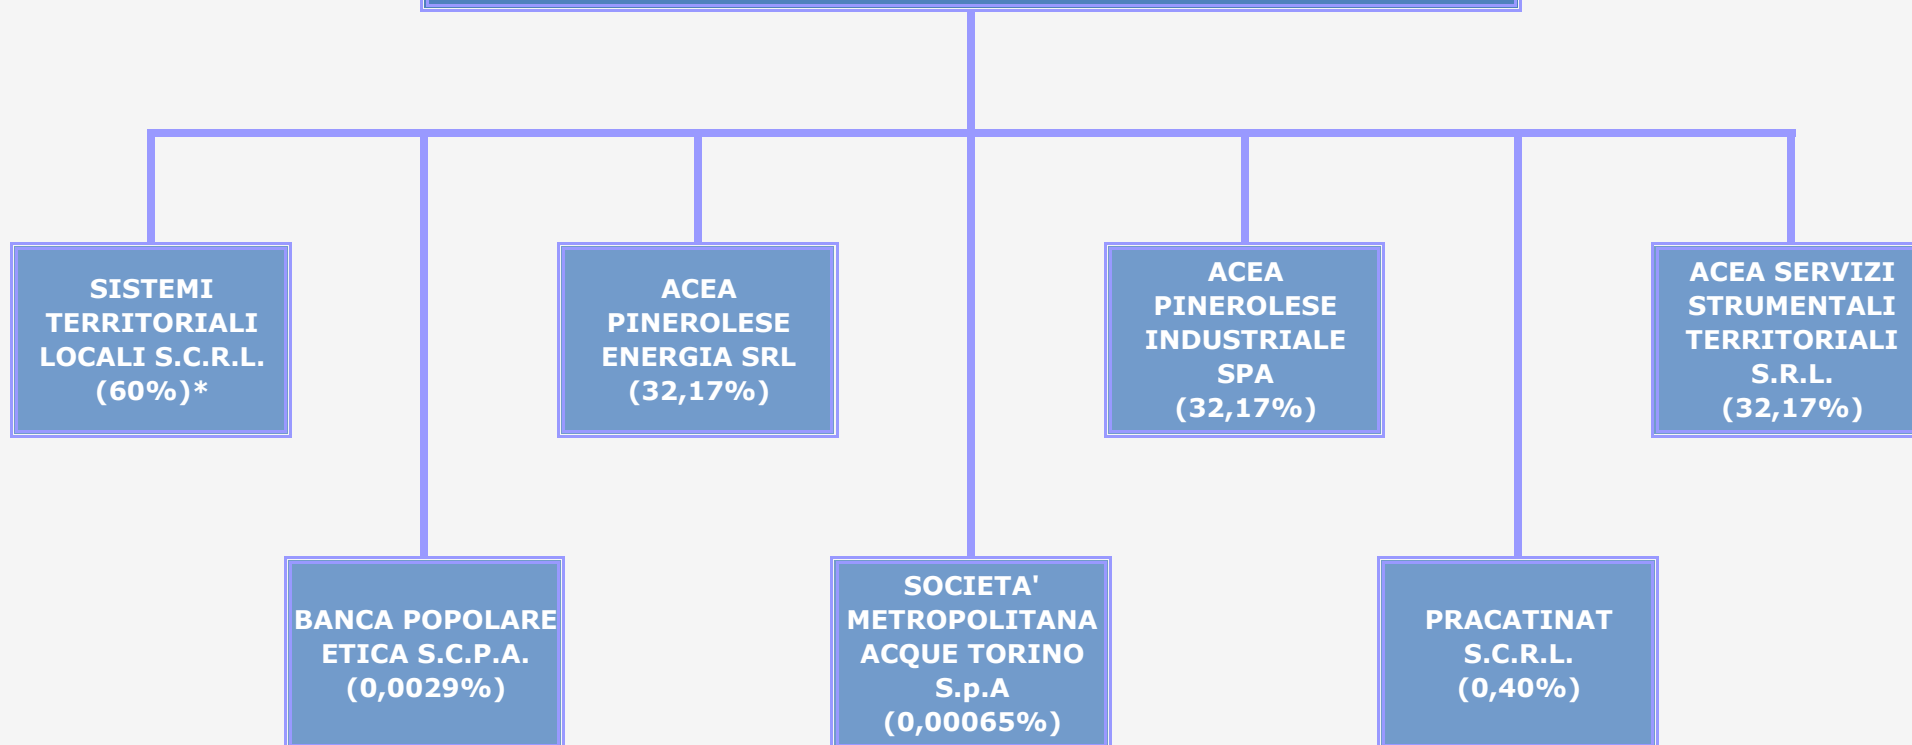 SISTEMI
TERRITORIALI
LOCALI S.C.R.L.
(60%)*
ACEA
PINEROLESE
ENERGIA SRL
(32,17%)
ACEA
PINEROLESE
INDUSTRIALE
SPA
(32,17%)
ACEA SERVIZI
STRUMENTALI
TERRITORIALI
S.R.L.
(32,17%)
BANCA POPOLARE
ETICA S.C.P.A.
(0,0029%)
SOCIETA'
METROPOLITANA
ACQUE TORINO
S.p.A
(0,00065%)
PRACATINAT
S.C.R.L.
(0,40%)